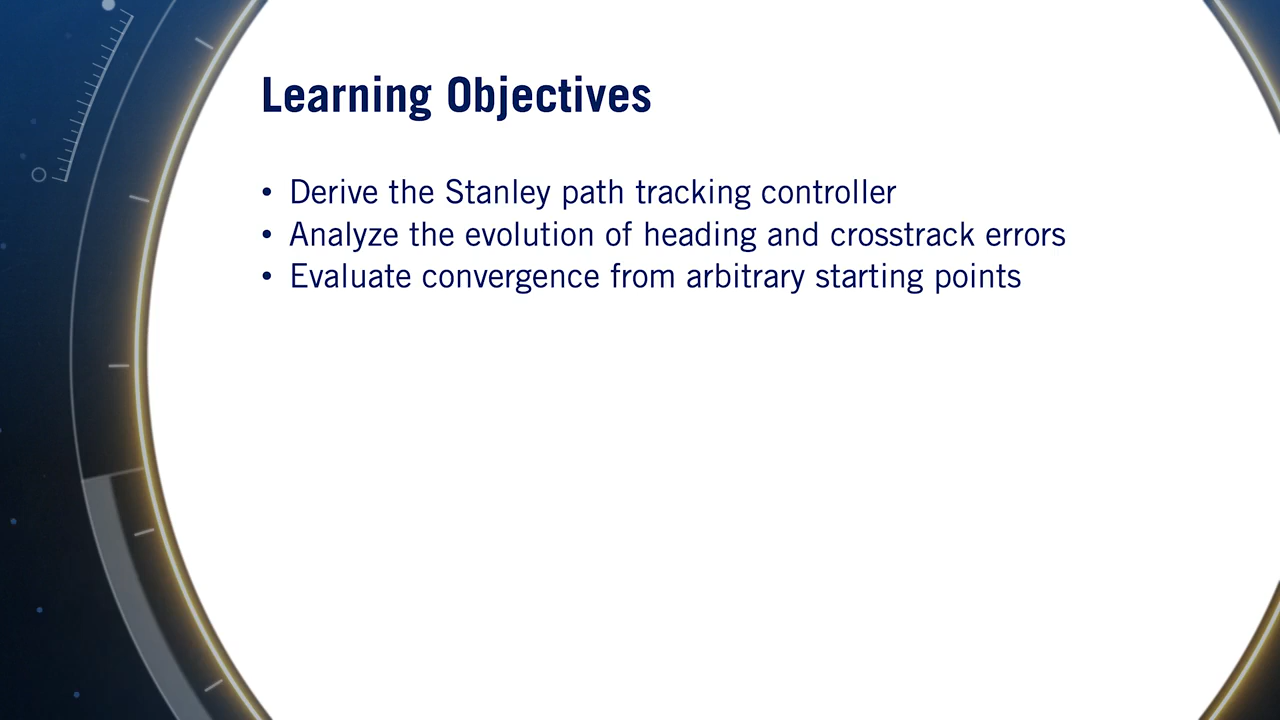 Learning Objectives
• Derive the Stanley path tracking controller
• Analyze the evolution of heading and crosstrack errors
• Evaluate convergence from arbitrary starting points